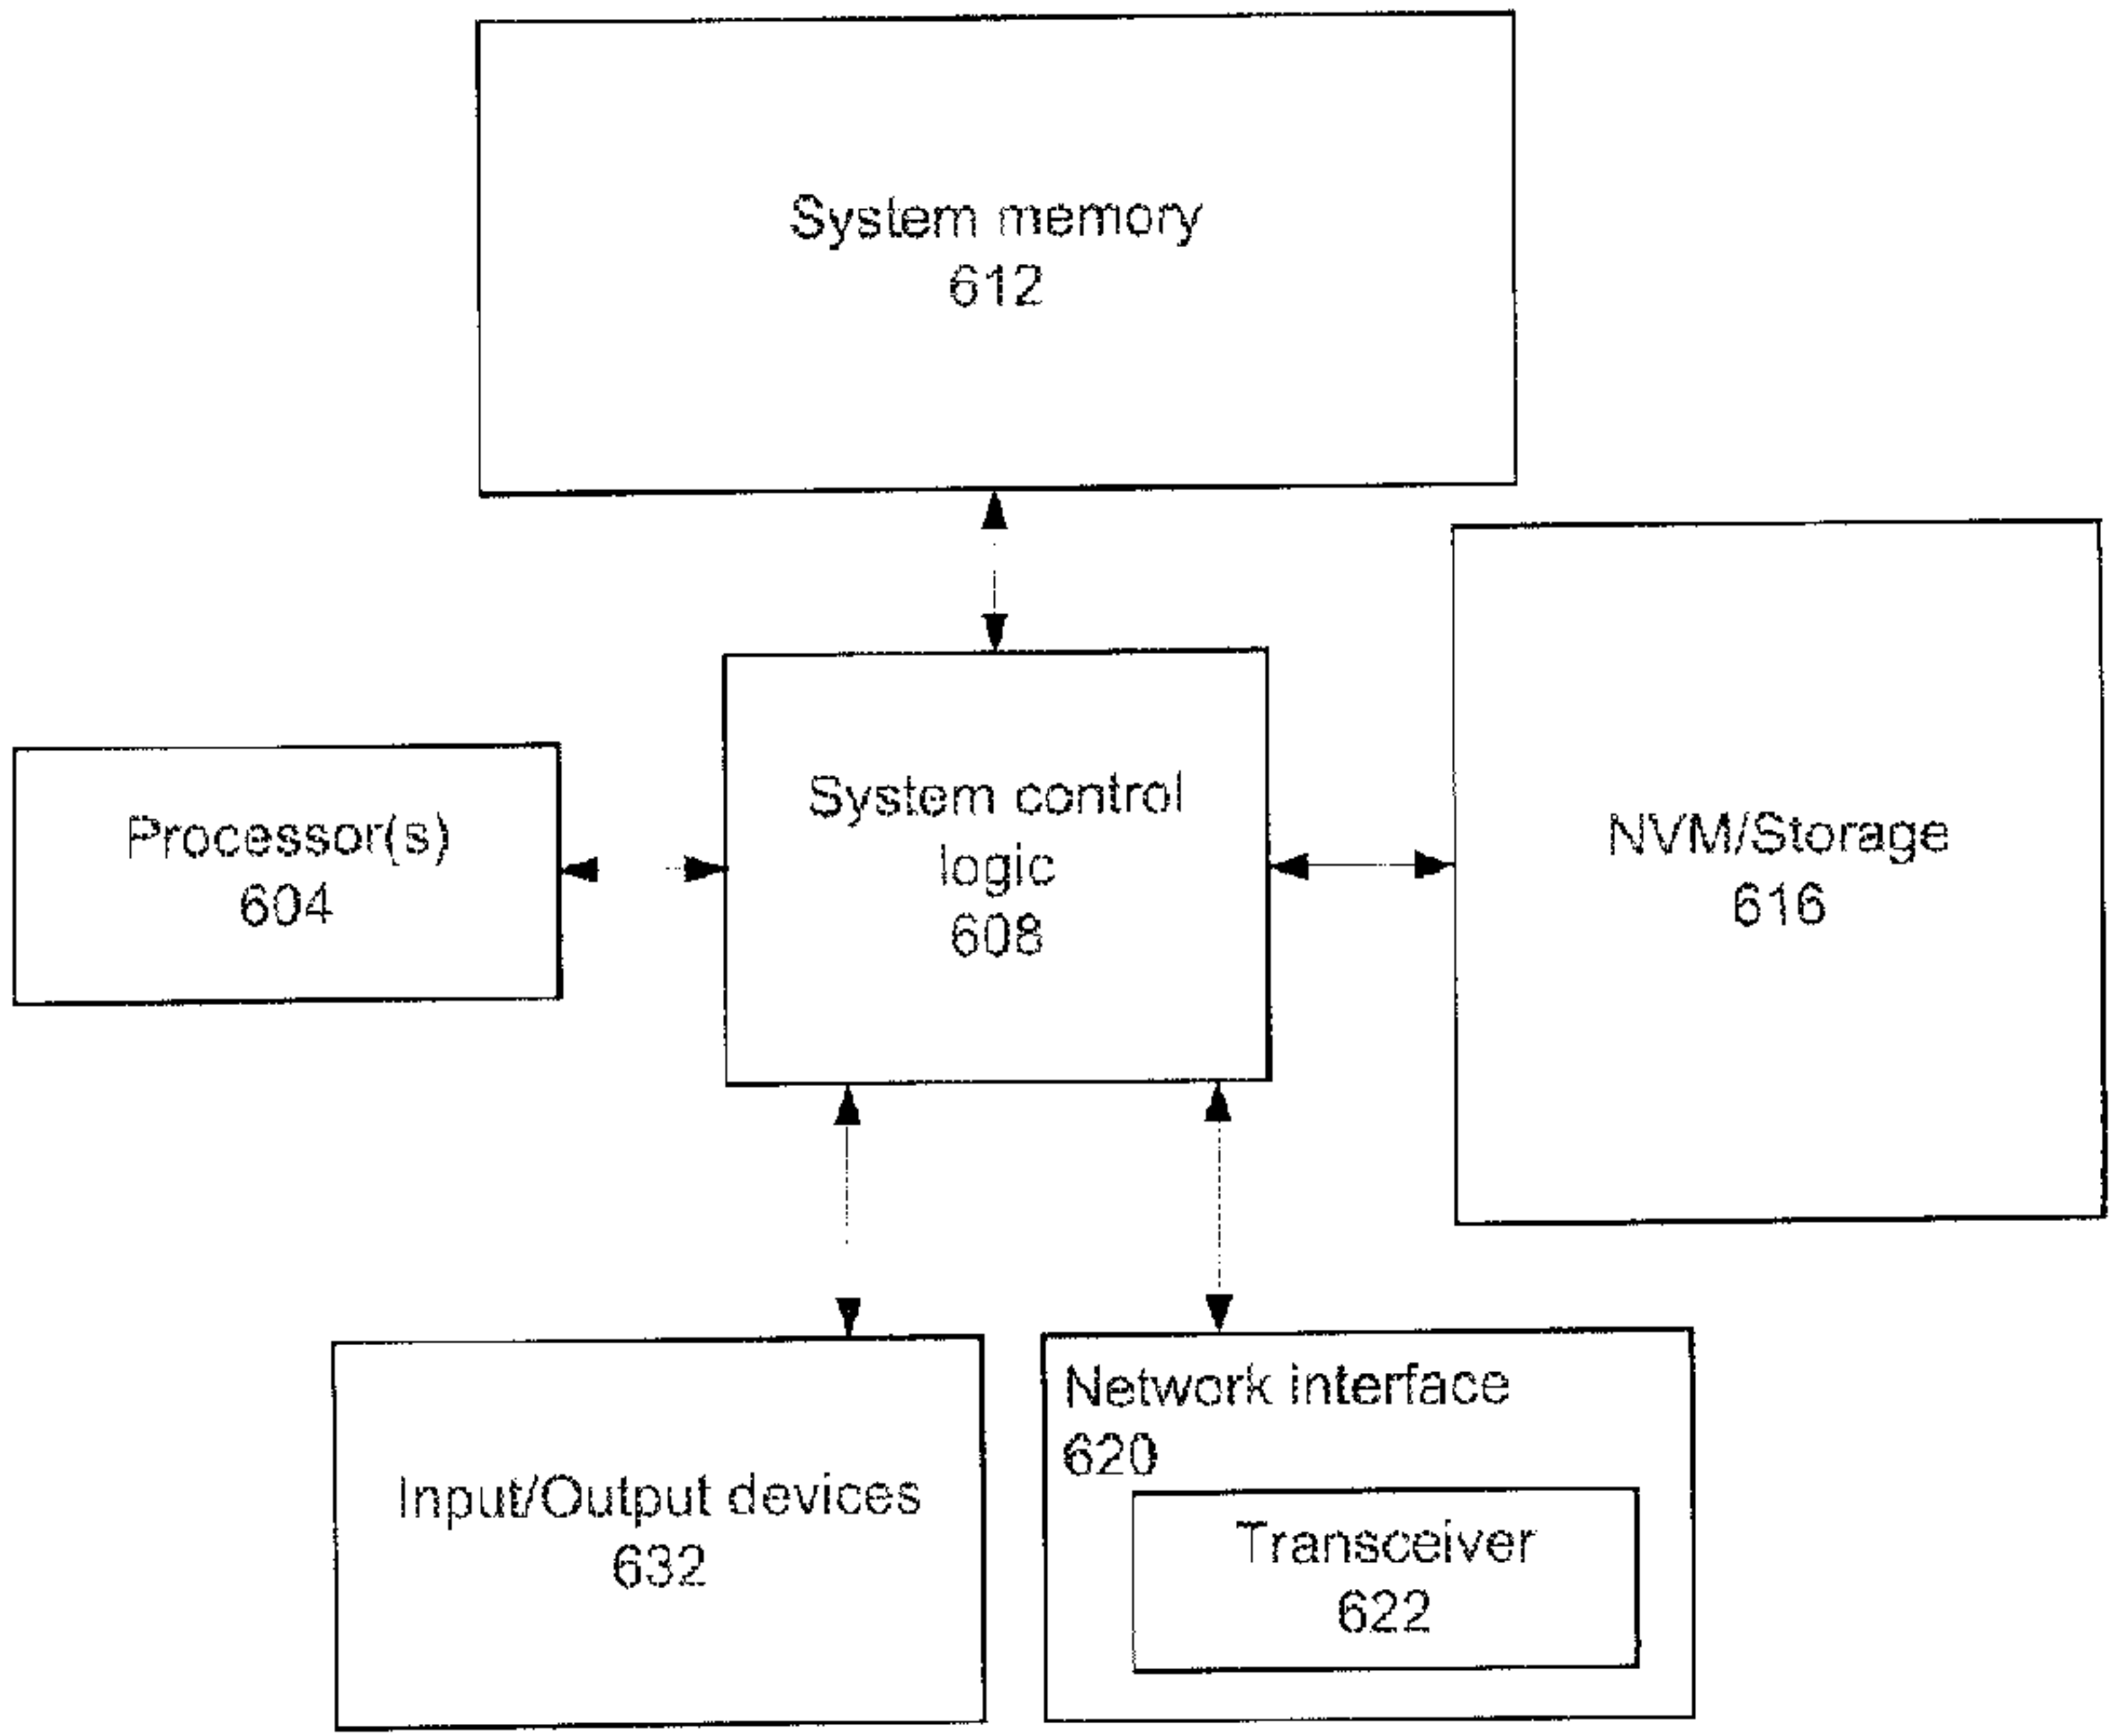 System memory
612
Processor(s)
604
System control
logic
608
NVM/Storage
616
Input/Output devices
632
Network interface
620
Transceiver
622